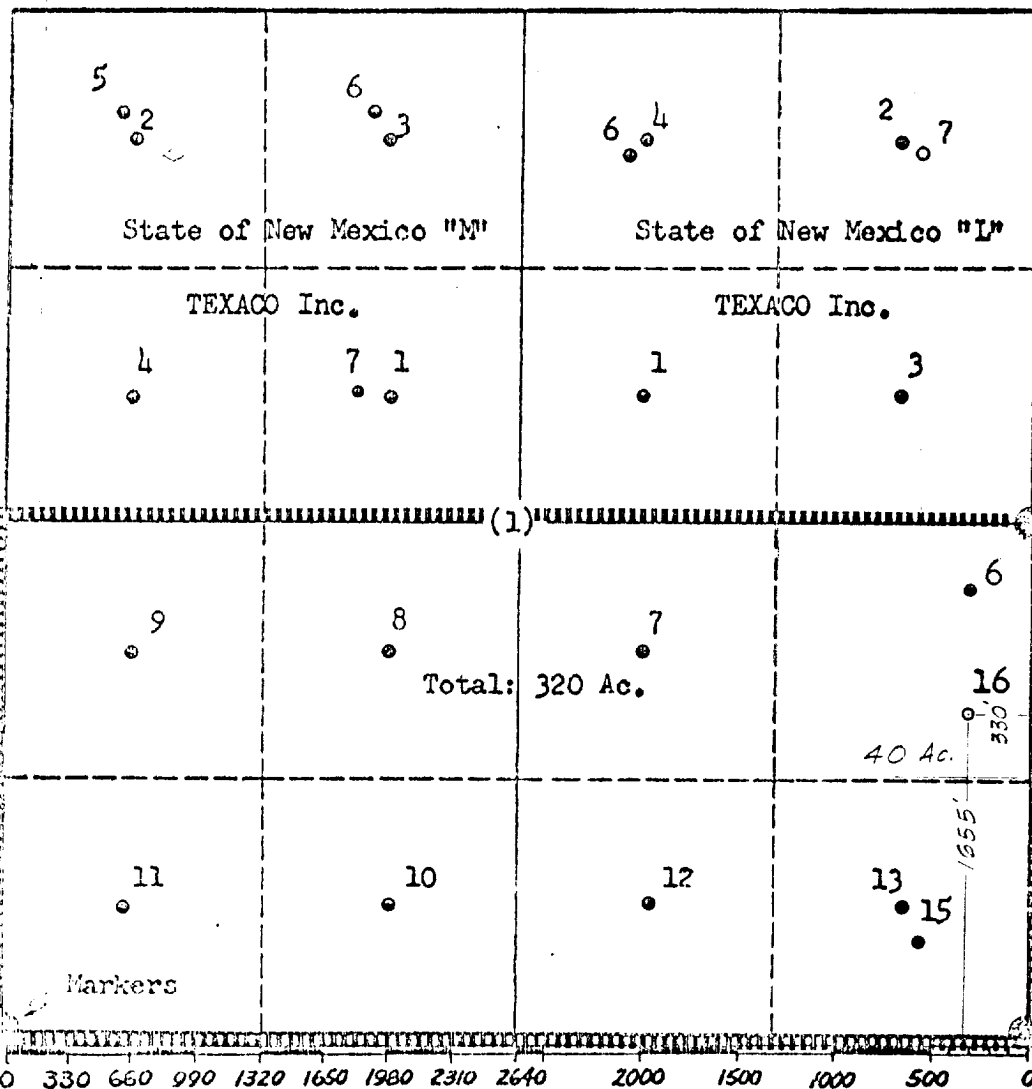 5 2 6 3 6 4 2 7
State of New Mexico "M" State of New Mexico "L"
TEXACO Inc. TEXACO Inc.
4 7 1 1 3
(1)
6
9 8 7
Total: 320 Ac.
16
330'
40 Ac.
1655'
11 10 12 13
15
Markers
0 330 660 990 1320 1650 1980 2310 2640 2000 1500 1000 500 0